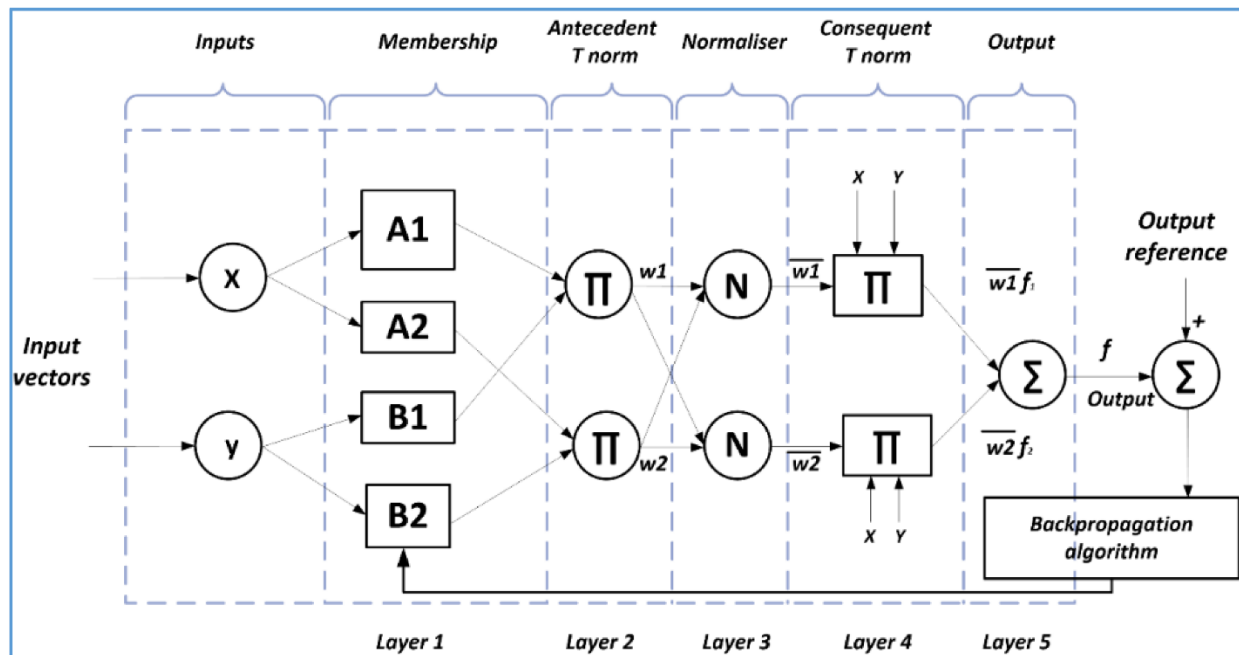 Inputs
Membership
Antecedent
T norm
Normaliser
Consequent
T norm
Output
Input
vectors
x
y
A1
A2
B1
B2
Π
Π
w1
w2
N
N
w1̅
w2̅
X Y
Π
Π
X Y
w1̅ f₁
w2̅ f₂
Σ
f
Output
Output
reference
+
Σ
Backpropagation
algorithm
Layer 1
Layer 2
Layer 3
Layer 4
Layer 5